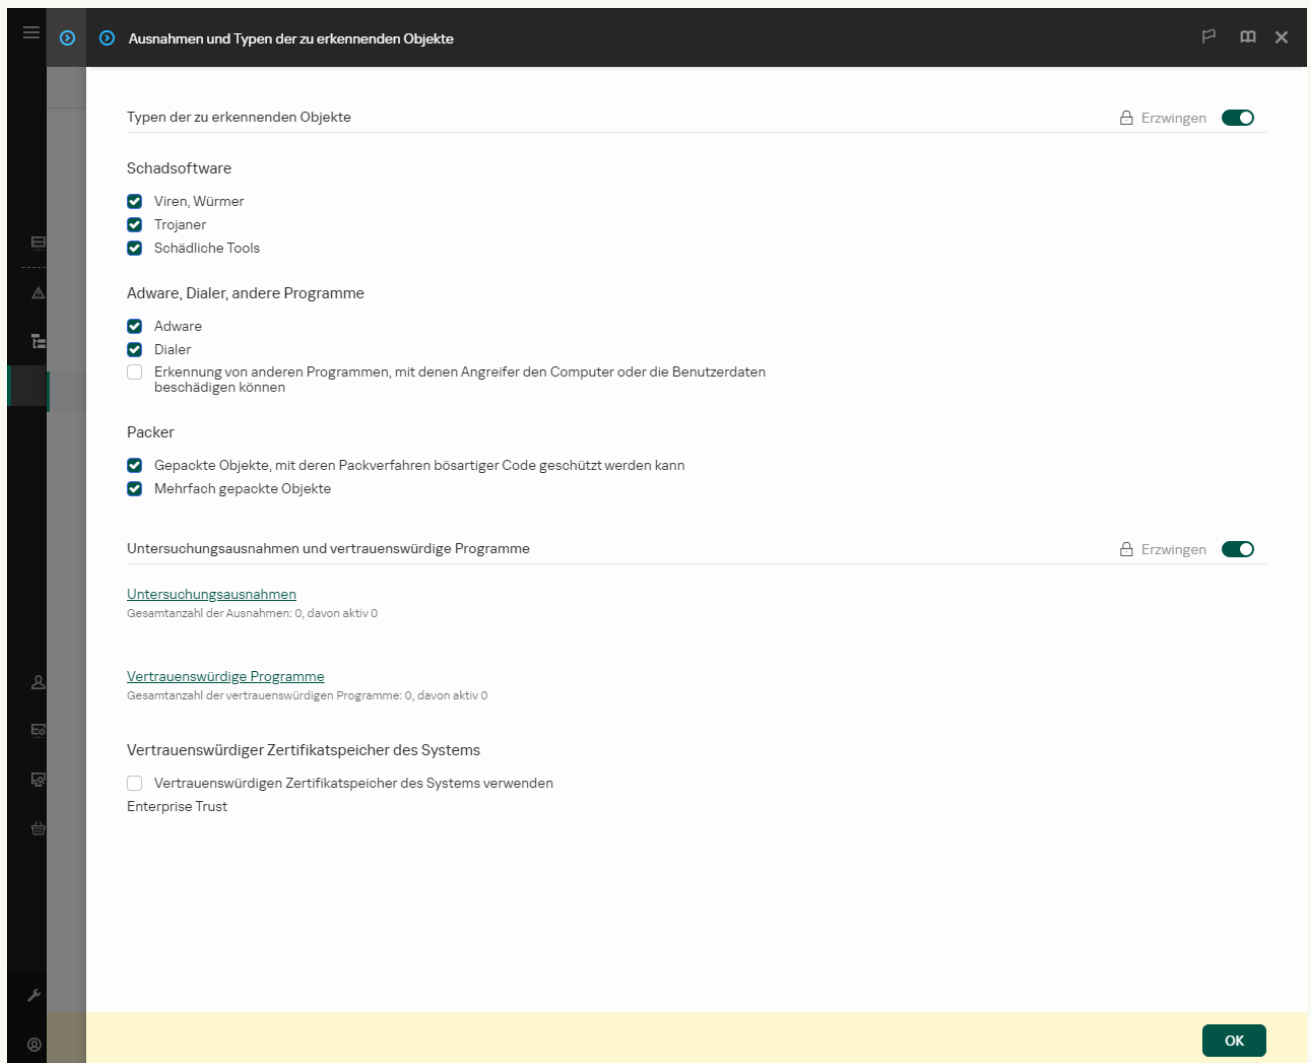 Ausnahmen und Typen der zu erkennenden Objekte
Typen der zu erkennenden Objekte
Erzwingen
Schadsoftware
Viren, Würmer
Trojaner
Schädliche Tools
Adware, Dialer, andere Programme
Adware
Dialer
Erkennung von anderen Programmen, mit denen Angreifer den Computer oder die Benutzerdaten
beschädigen können
Packer
Gepackte Objekte, mit deren Packverfahren bösartiger Code geschützt werden kann
Mehrfach gepackte Objekte
Untersuchungsausnahmen und vertrauenswürdige Programme
Erzwingen
Untersuchungsausnahmen
Gesamtanzahl der Ausnahmen: 0, davon aktiv 0
Vertrauenswürdige Programme
Gesamtanzahl der vertrauenswürdigen Programme: 0, davon aktiv 0
Vertrauenswürdiger Zertifikatspeicher des Systems
Vertrauenswürdigen Zertifikatspeicher des Systems verwenden
Enterprise Trust
OK